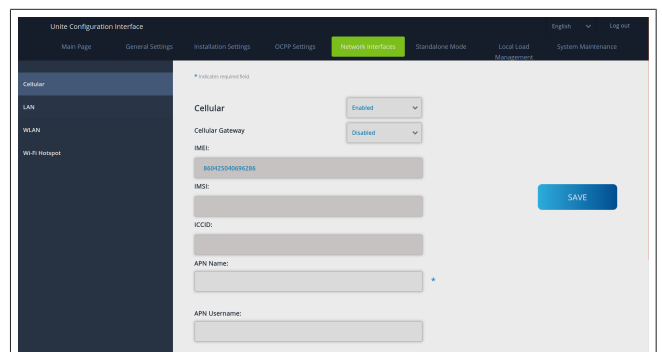 Unite Configuration Interface
English
Log out
Main Page
General Settings
Installation Settings
OCPP Settings
Network Interfaces
Standalone Mode
Local Load
Management
System Maintenance
Cellular
LAN
WLAN
Wi-Fi Hotspot
* Indicates required field.
Cellular
Enabled
Cellular Gateway
Disabled
IMEI:
860425040696286
IMSI:
SAVE
ICCID:
APN Name:
*
APN Username: